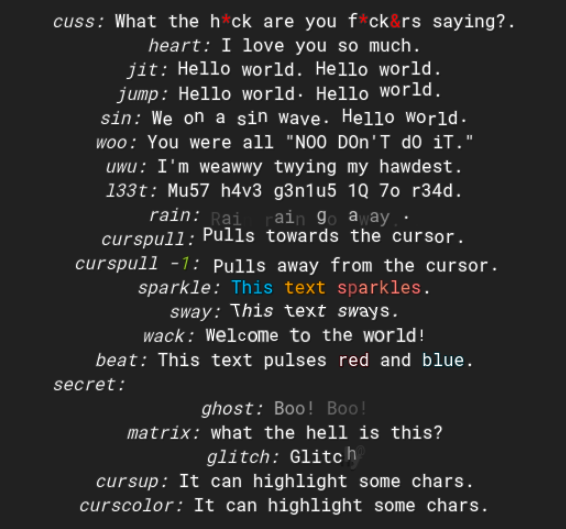 cuss: What the h*ck are you f*ck&rs saying?.
heart: I love you so much.
jit: Hello world. Hello world.
jump: Hello world. Hello world.
sin: We on a sin wave. Hello world.
woo: You were all "NOO DOn'T dO iT."
uwu: I'm weawwy twying my hawdest.
l33t: Mu57 h4v3 g3n1u5 1Q 7o r34d.
rain: Rai rain go away.
curspull: Pulls towards the cursor.
curspull -1: Pulls away from the cursor.
sparkle: This text sparkles.
sway: This text sways.
wack: Welcome to the world!
beat: This text pulses red and blue.
secret:
ghost: Boo! Boo!
matrix: what the hell is this?
glitch: Glitch
cursup: It can highlight some chars.
curscolor: It can highlight some chars.